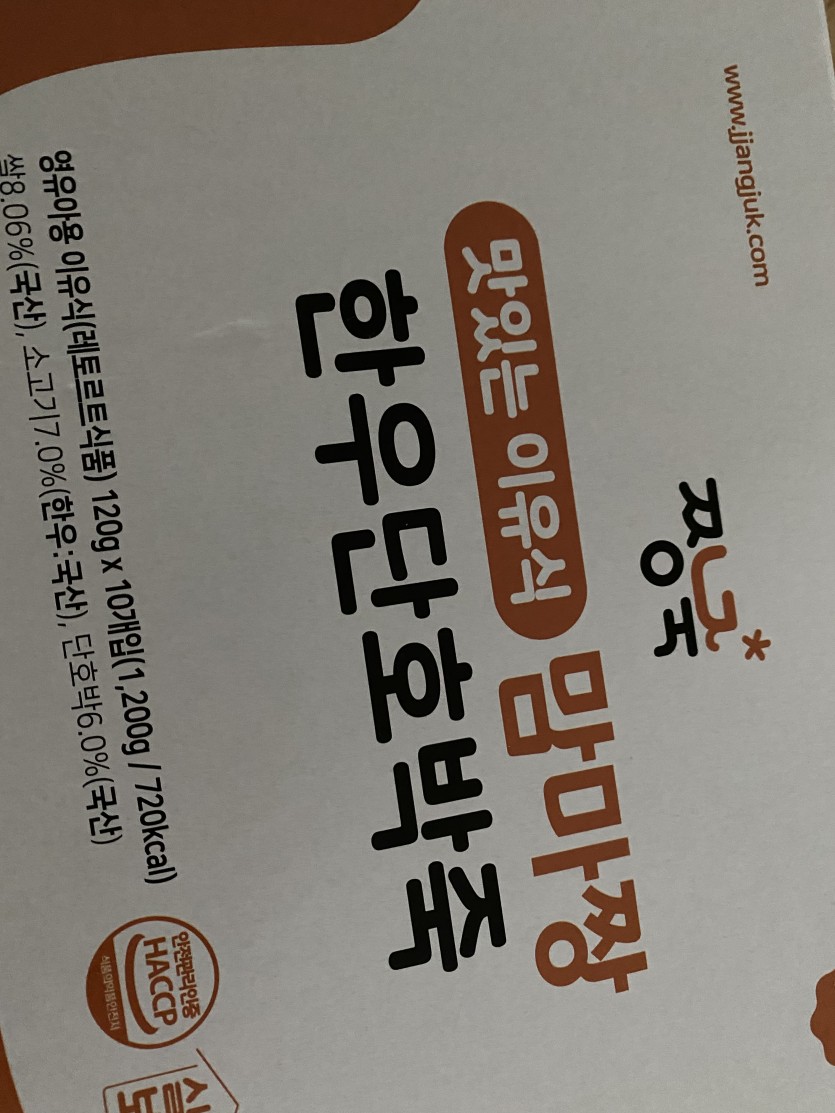 www.jjangjuk.com
짱죽
맛있는 이유식 맘마짱
한우단호박죽
영유아용 이유식(레토르트식품) 120g x 10개입(1,200g / 720kcal)
쌀8.06%(국산), 소고기7.0%(한우:국산), 단호박6.0%(국산)
안전관리인증
HACCP
식품의약품안전처